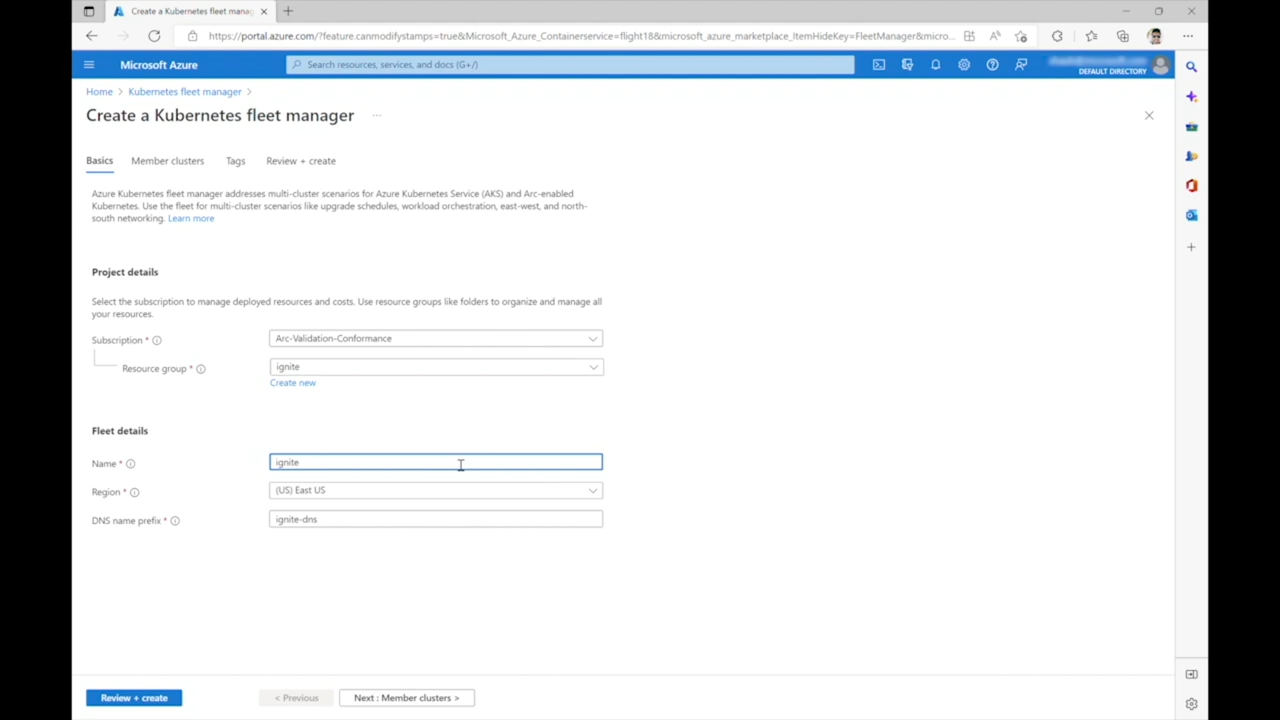 Create a Kubernetes fleet manag
https://portal.azure.com/?feature.canmodifystamps=true&Microsoft_Azure_Containerservice=flight18&microsoft_azure_marketplace_ItemHideKey=FleetManager&micro...
Microsoft Azure
Search resources, services, and docs (G+/)
DEFAULT DIRECTORY
Home > Kubernetes fleet manager >
Create a Kubernetes fleet manager ...
Basics Member clusters Tags Review + create
Azure Kubernetes fleet manager addresses multi-cluster scenarios for Azure Kubernetes Service (AKS) and Arc-enabled
Kubernetes. Use the fleet for multi-cluster scenarios like upgrade schedules, workload orchestration, east-west, and north-
south networking. Learn more
Project details
Select the subscription to manage deployed resources and costs. Use resource groups like folders to organize and manage all
your resources.
Subscription * Arc-Validation-Conformance
Resource group * ignite
Create new
Fleet details
Name * ignite
Region * (US) East US
DNS name prefix * ignite-dns
Review + create < Previous Next : Member clusters >